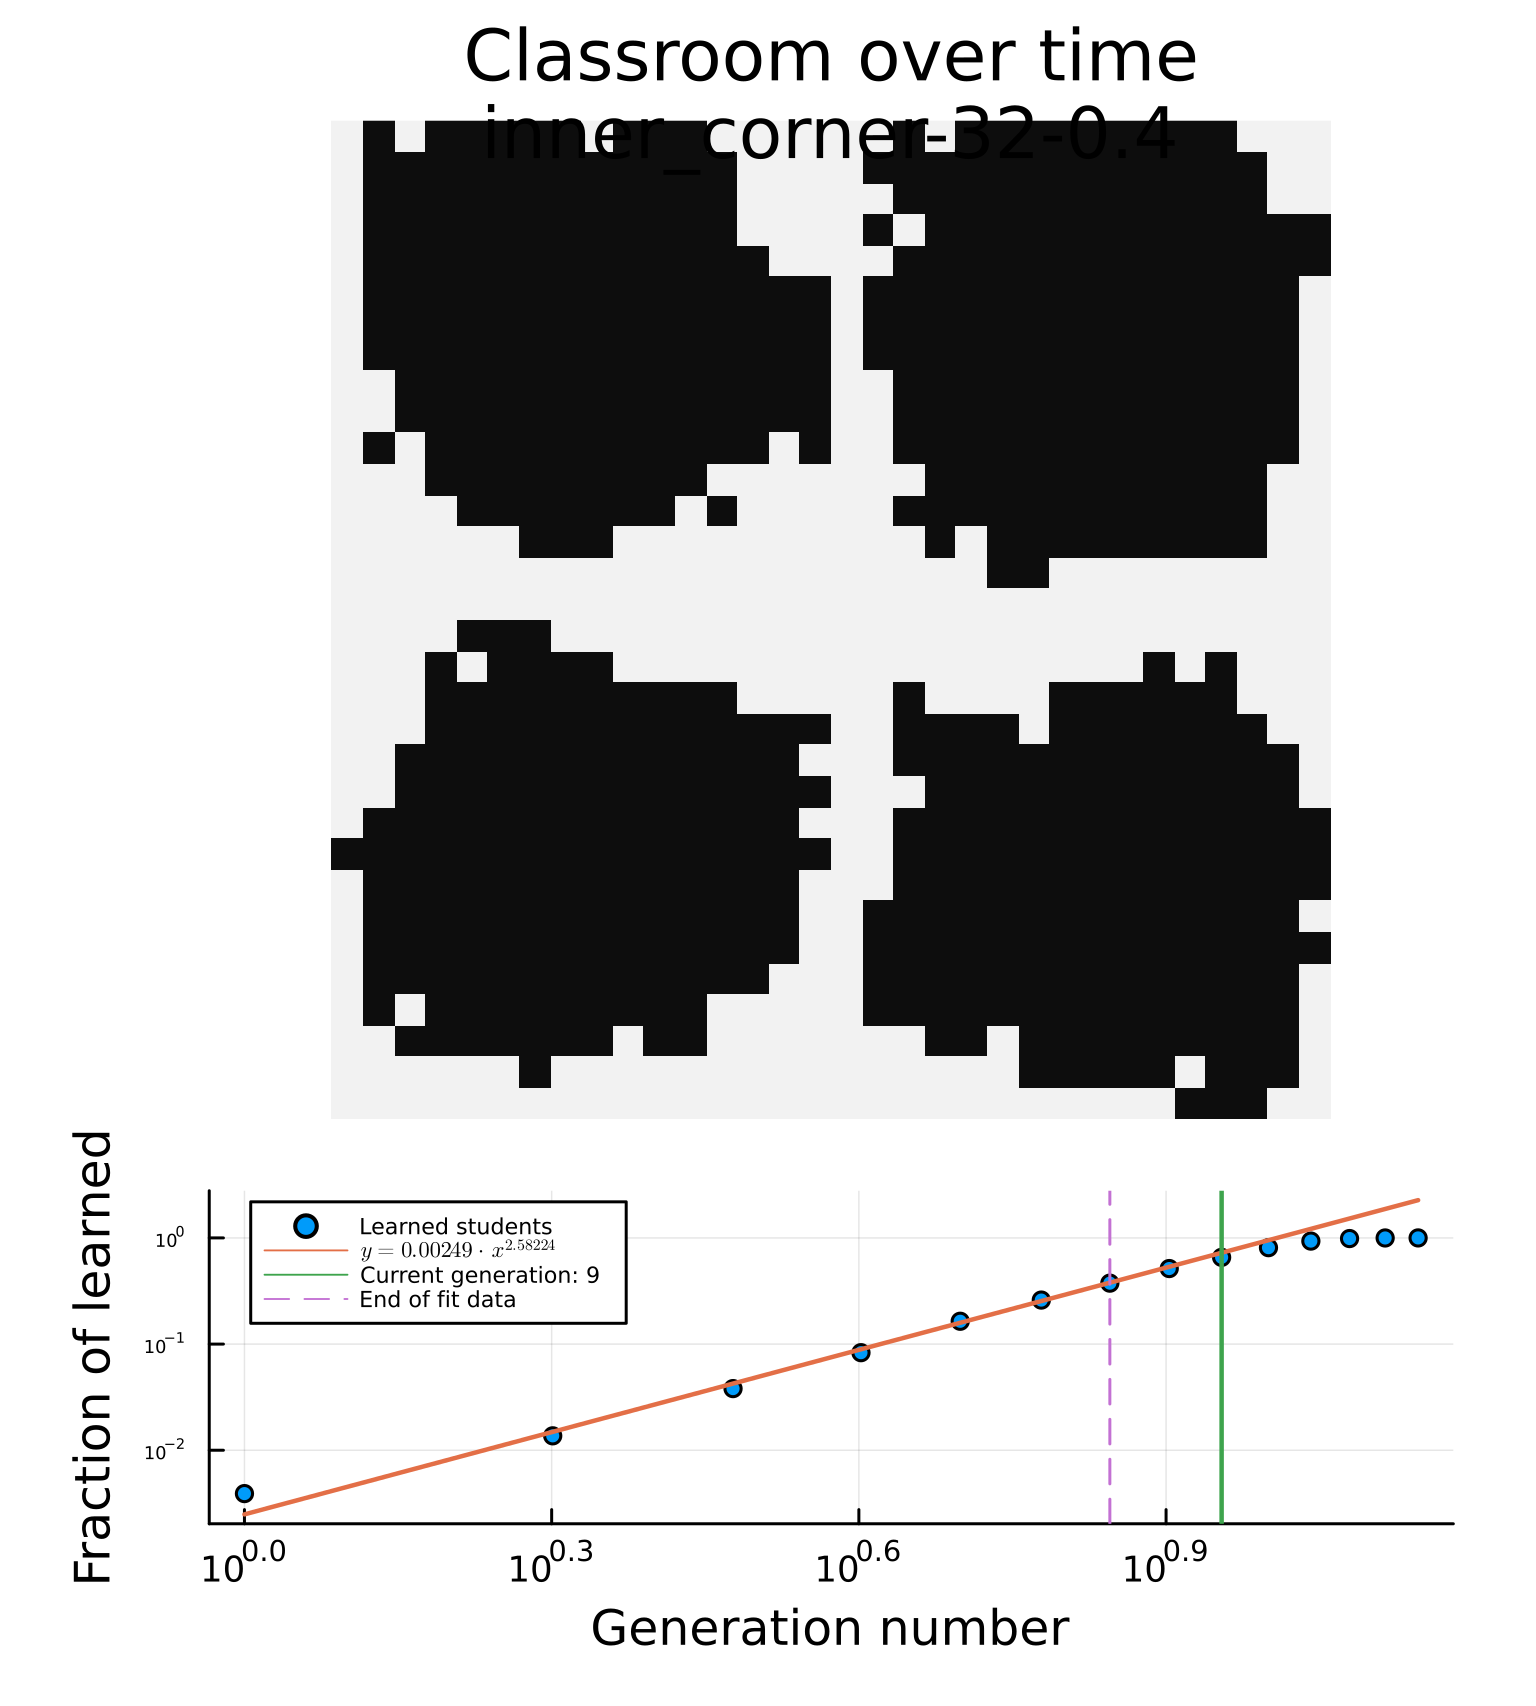 Classroom over time
inner_corner-32-0.4
Fraction of learned
Learned students
y = 0.00249 · x^2.58224
Current generation: 9
End of fit data
10^0
10^−1
10^−2
10^0.0 10^0.3 10^0.6 10^0.9
Generation number